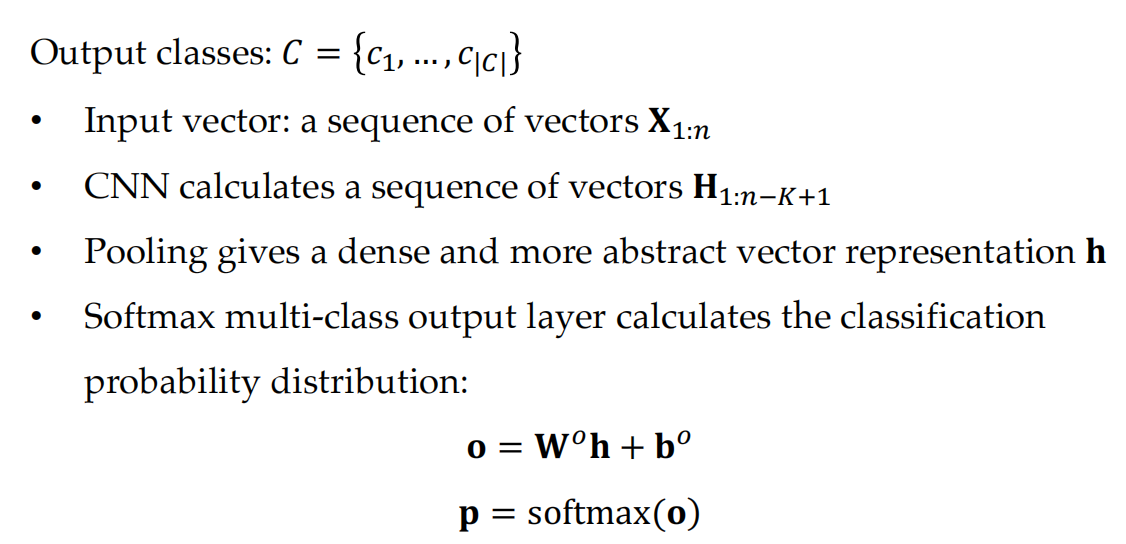 Output classes: C = {c₁, …, c_|C|}
• Input vector: a sequence of vectors X₁:ₙ
• CNN calculates a sequence of vectors H₁:ₙ₋K₊₁
• Pooling gives a dense and more abstract vector representation h
• Softmax multi-class output layer calculates the classification
probability distribution:
o = Wᵒh + bᵒ
p = softmax(o)